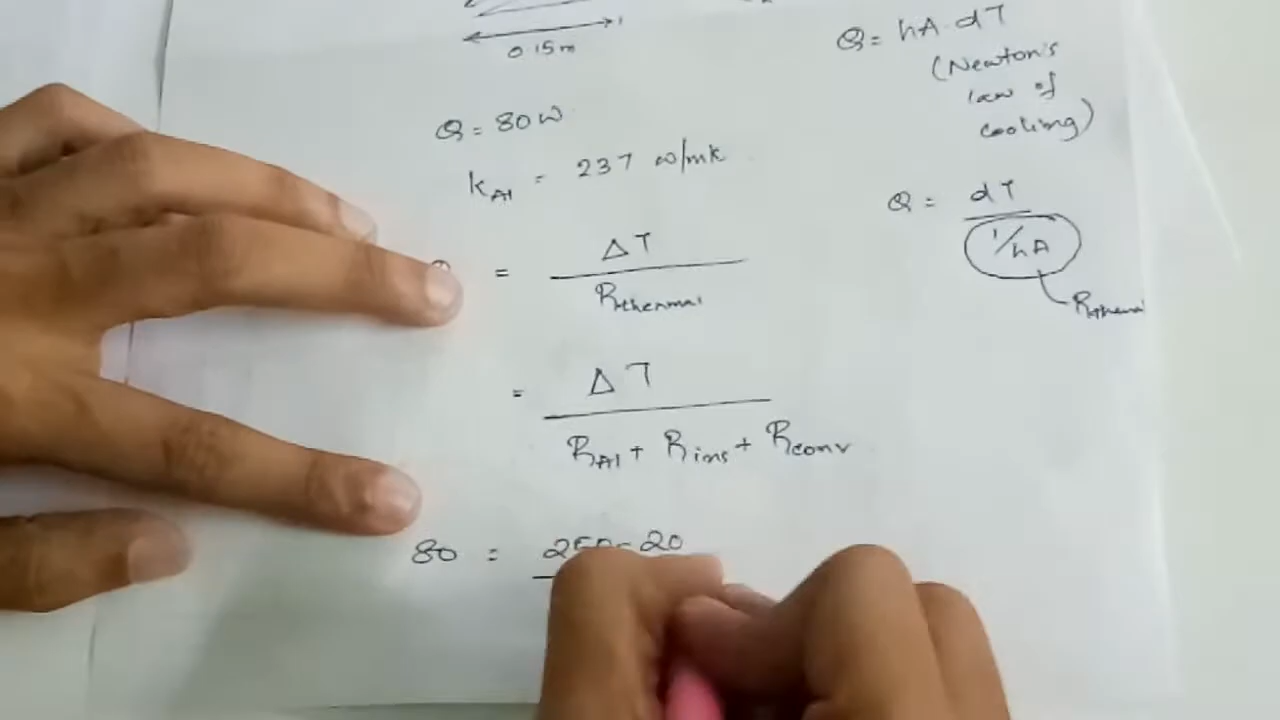 0.15m
Q = 80W
k_Al = 237 W/mk
= ΔT / R_thermal
= ΔT / R_Al + R_ins + R_conv
80 = 250-20
Q = hA·dT
(Newton's
law of
cooling)
Q = dT / (1/hA)
R_thermal